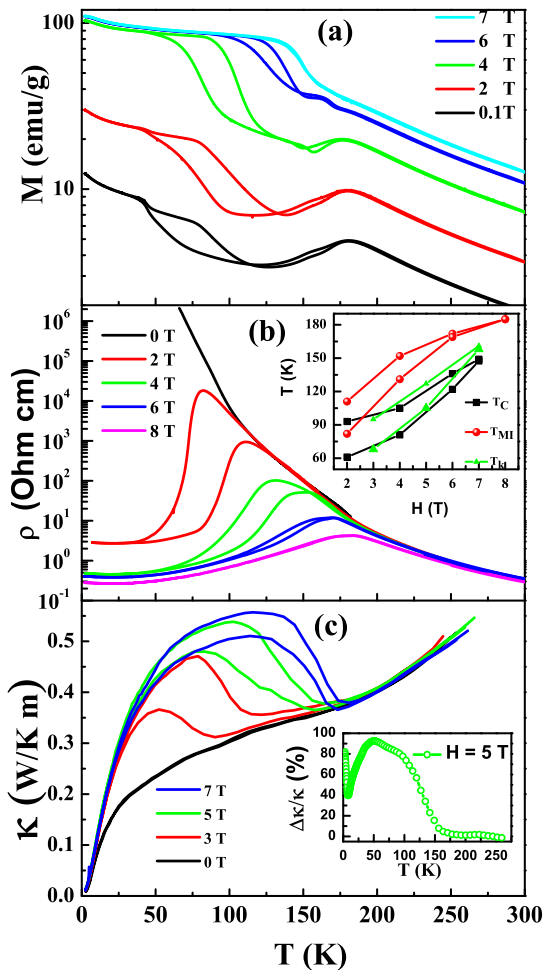 (a)
7 T
6 T
4 T
2 T
0.1T
100
10
M (emu/g)
(b)
0 T
2 T
4 T
6 T
8 T
10^6
10^5
10^4
10^3
10^2
10^1
10^0
10^-1
ρ (Ohm cm)
180
150
120
90
60
T (K)
2 3 4 5 6 7 8
H (T)
T_C
T_MI
T_kt
(c)
0.5
0.4
0.3
0.2
0.1
0.0
κ (W/K m)
7 T
5 T
3 T
0 T
100
80
60
40
20
0
Δκ/κ (%)
H = 5 T
0 50 100 150 200 250
T (K)
0 50 100 150 200 250 300
T (K)